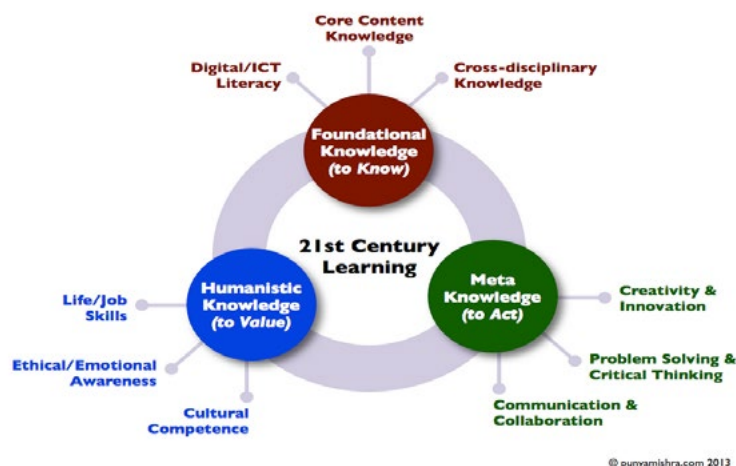 Core Content
Knowledge
Digital/ICT
Literacy
Cross-disciplinary
Knowledge
Foundational
Knowledge
(to Know)
21st Century
Learning
Humanistic
Knowledge
(to Value)
Meta
Knowledge
(to Act)
Life/Job
Skills
Ethical/Emotional
Awareness
Cultural
Competence
Creativity &
Innovation
Problem Solving &
Critical Thinking
Communication &
Collaboration
© punyamishra.com 2013